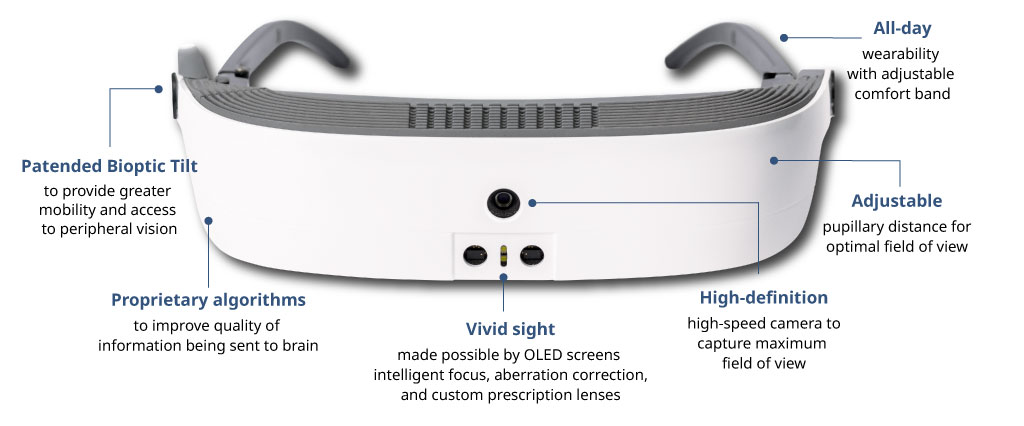 All-day
wearability
with adjustable
comfort band
Patented Bioptic Tilt
to provide greater
mobility and access
to peripheral vision
Adjustable
pupillary distance for
optimal field of view
Proprietary algorithms
to improve quality of
information being sent to brain
Vivid sight
made possible by OLED screens
intelligent focus, aberration correction,
and custom prescription lenses
High-definition
high-speed camera to
capture maximum
field of view